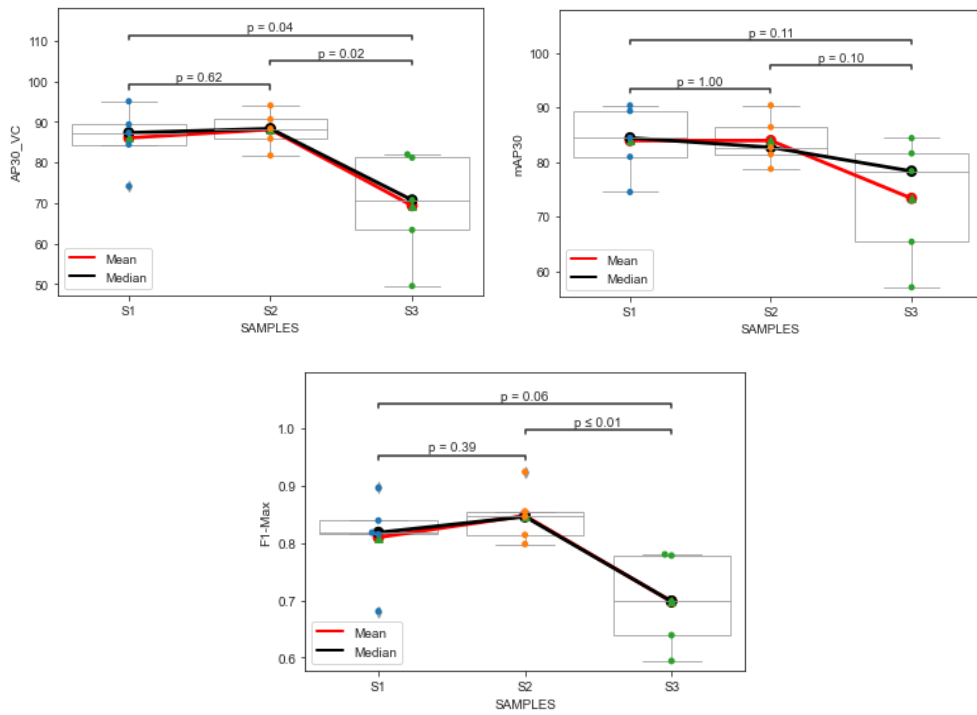 p = 0.04
p = 0.02
p = 0.62
110
100
90
80
70
60
50
AP30_VC
Mean
Median
S1 S2 S3
SAMPLES
p = 0.11
p = 0.10
p = 1.00
100
90
80
70
60
mAP30
Mean
Median
S1 S2 S3
SAMPLES
p = 0.06
p ≤ 0.01
p = 0.39
1.0
0.9
0.8
0.7
0.6
F1-Max
Mean
Median
S1 S2 S3
SAMPLES